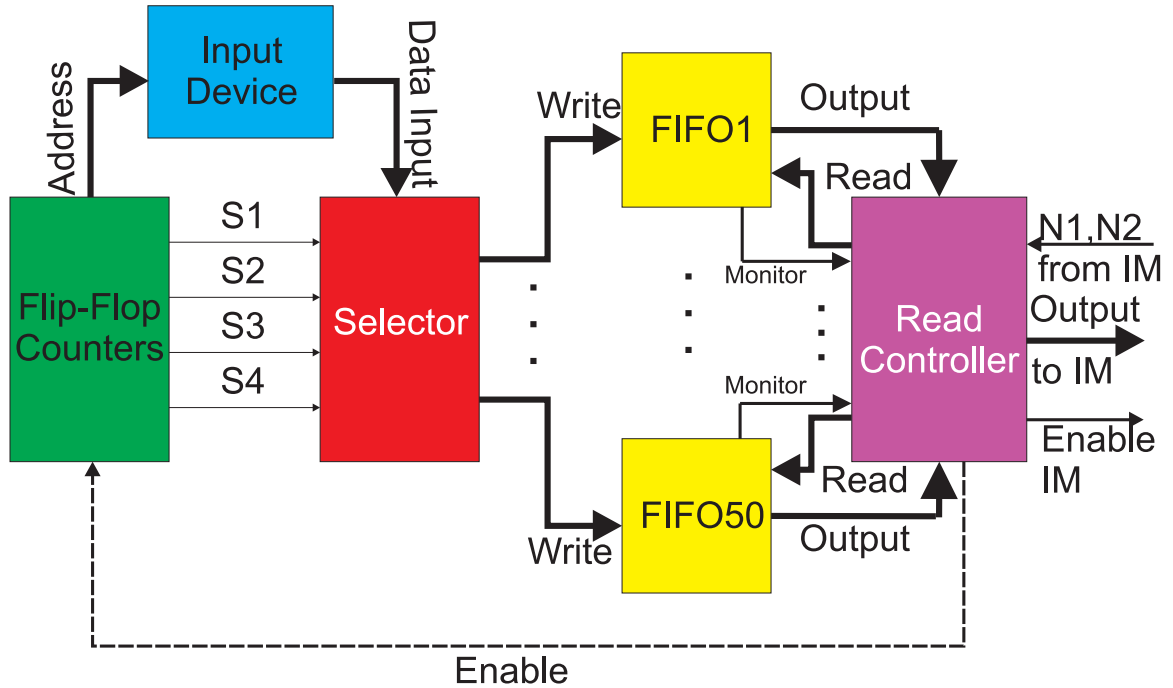 Input
Device
Address
Data Input
Write
FIFO1
Output
Read
S1
S2
S3
S4
Flip-Flop
Counters
Selector
Monitor
N1,N2
from IM
Read
Controller
Output
to IM
Monitor
Enable
IM
Read
FIFO50
Write
Output
Enable